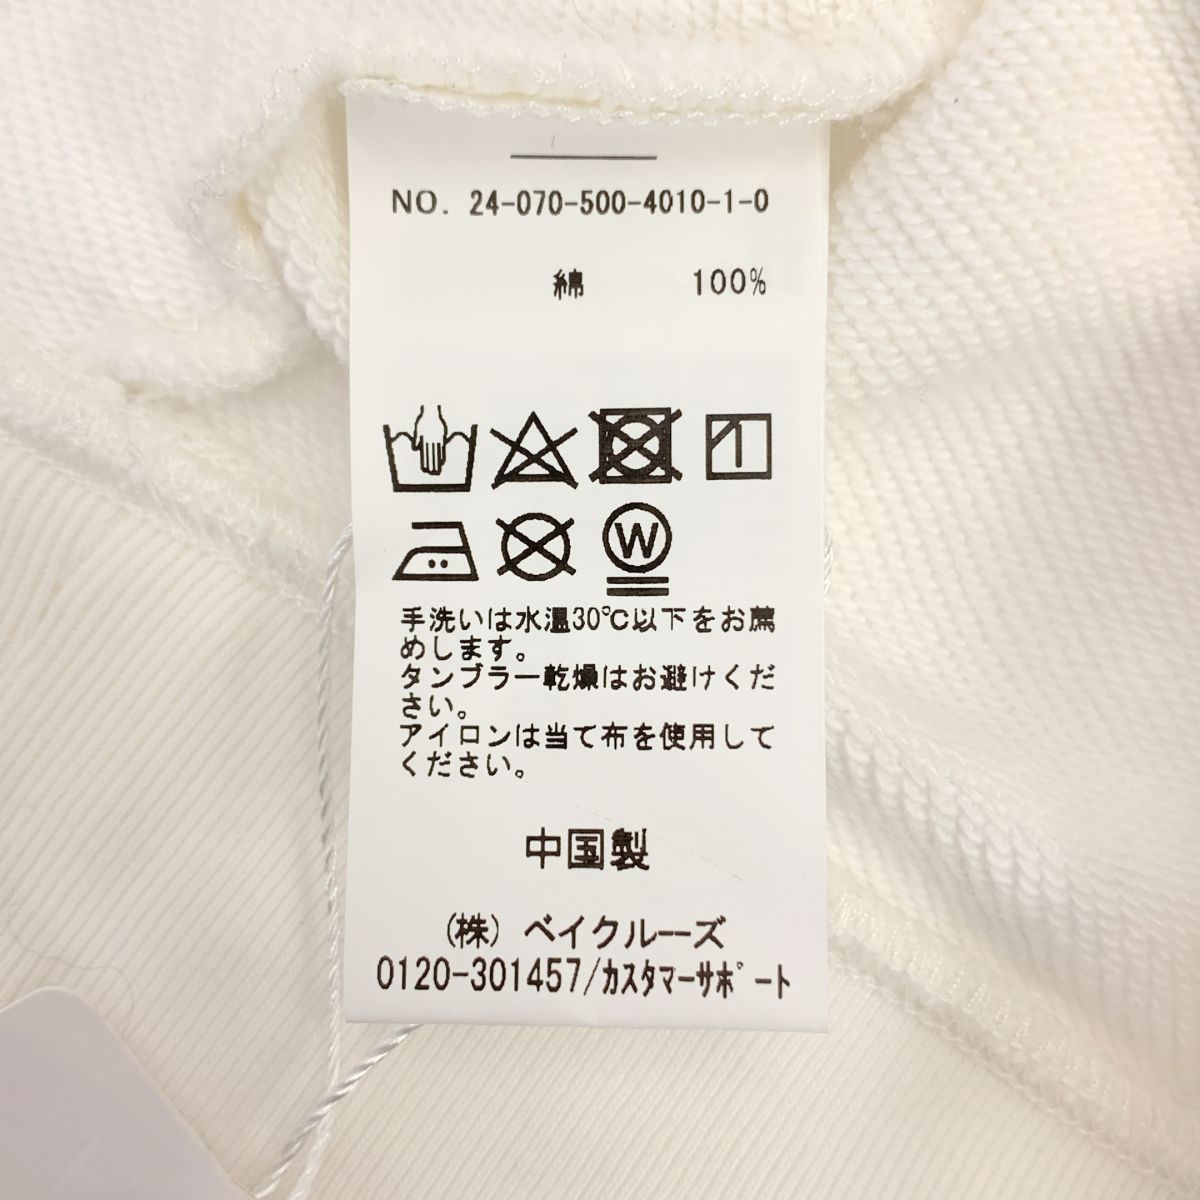 NO. 24-070-500-4010-1-0
綿 100%
W
手洗いは水温30℃以下をお薦
めします。
タンブラー乾燥はお避けくだ
さい。
アイロンは当て布を使用して
ください。
中国製
(株) ベイクルーズ
0120-301457/カスタマーサポート